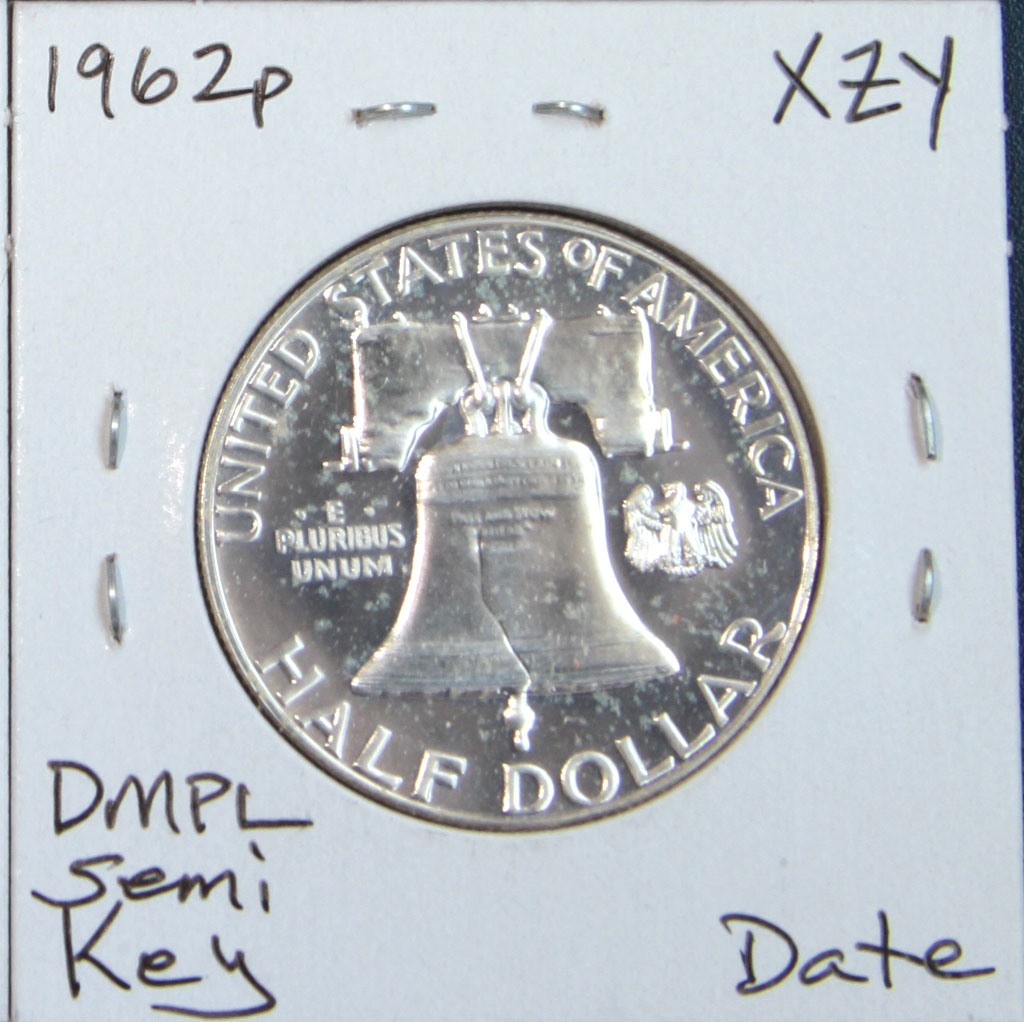 1962p
XZY
UNITED STATES OF AMERICA
E
PLURIBUS
UNUM
HALF DOLLAR
DMPL
semi
Key
Date